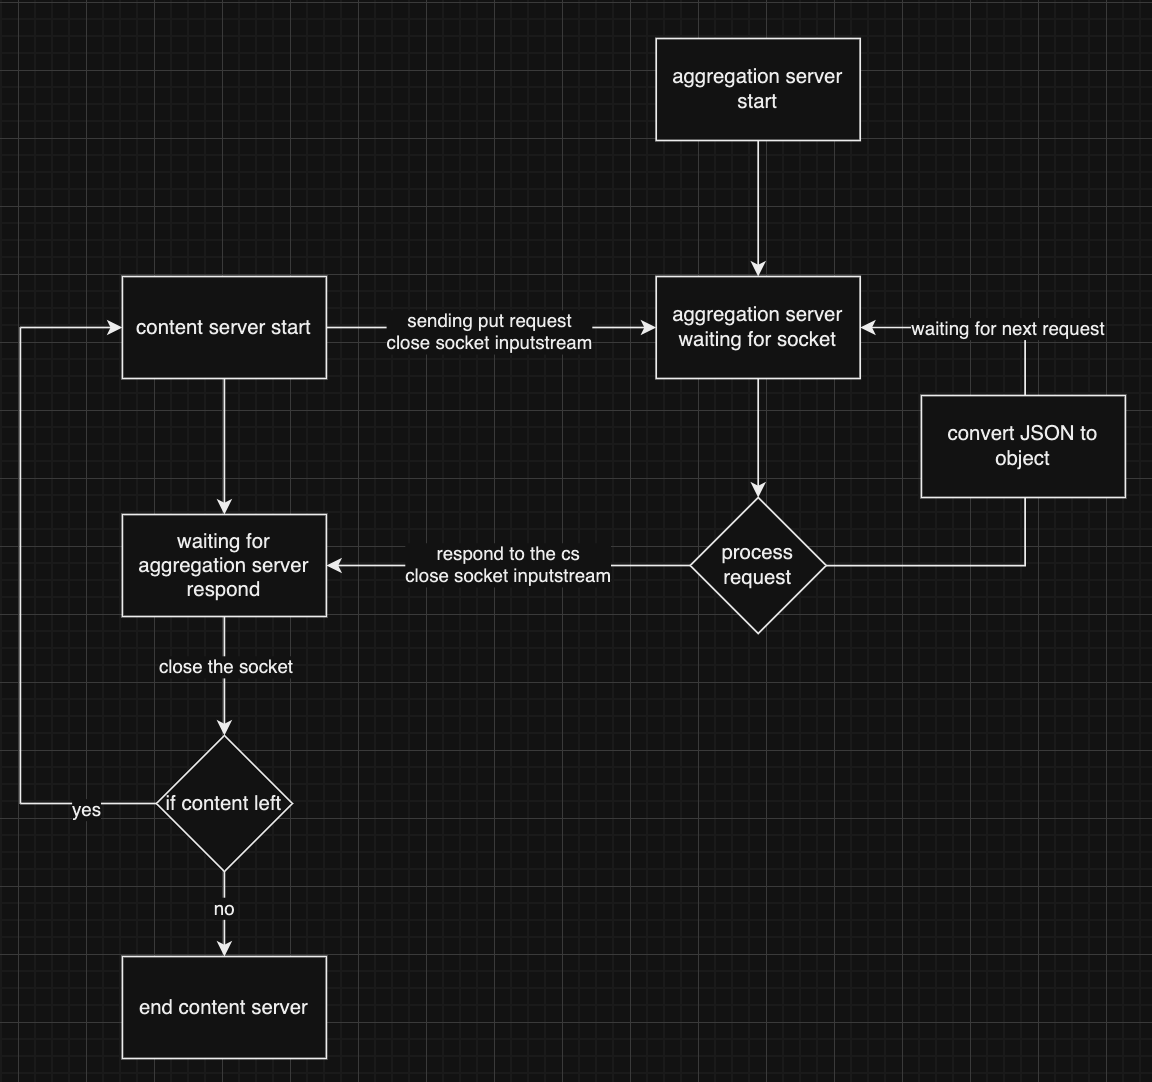 aggregation server
start
content server start
sending put request
close socket inputstream
aggregation server
waiting for socket
waiting for next request
convert JSON to
object
waiting for
aggregation server
respond
respond to the cs
close socket inputstream
process
request
close the socket
if content left
yes
no
end content server